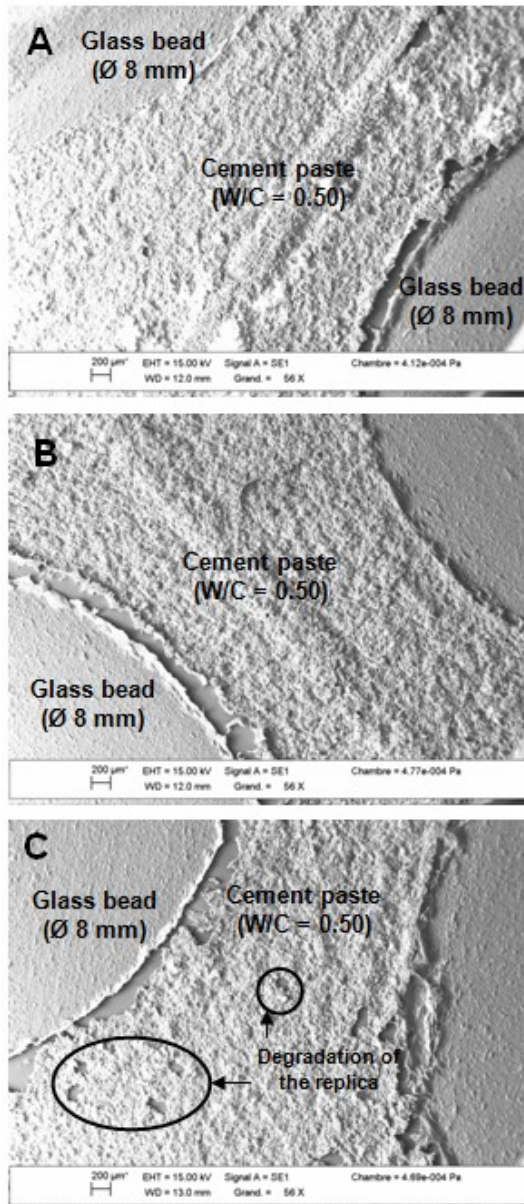 A
Glass bead
(Ø 8 mm)
Cement paste
(W/C = 0.50)
Glass bead
(Ø 8 mm)
200 µm* EHT = 15.00 kV Signal A = SE1 Chambre = 4.12e-004 Pa
WD = 12.0 mm Grand. = 56 X
B
Cement paste
(W/C = 0.50)
Glass bead
(Ø 8 mm)
200 µm* EHT = 15.00 kV Signal A = SE1 Chambre = 4.77e-004 Pa
WD = 12.0 mm Grand. = 56 X
C
Glass bead
(Ø 8 mm)
Cement paste
(W/C = 0.50)
Degradation of
the replica
200 µm* EHT = 15.00 kV Signal A = SE1 Chambre = 4.69e-004 Pa
WD = 13.0 mm Grand. = 56 X